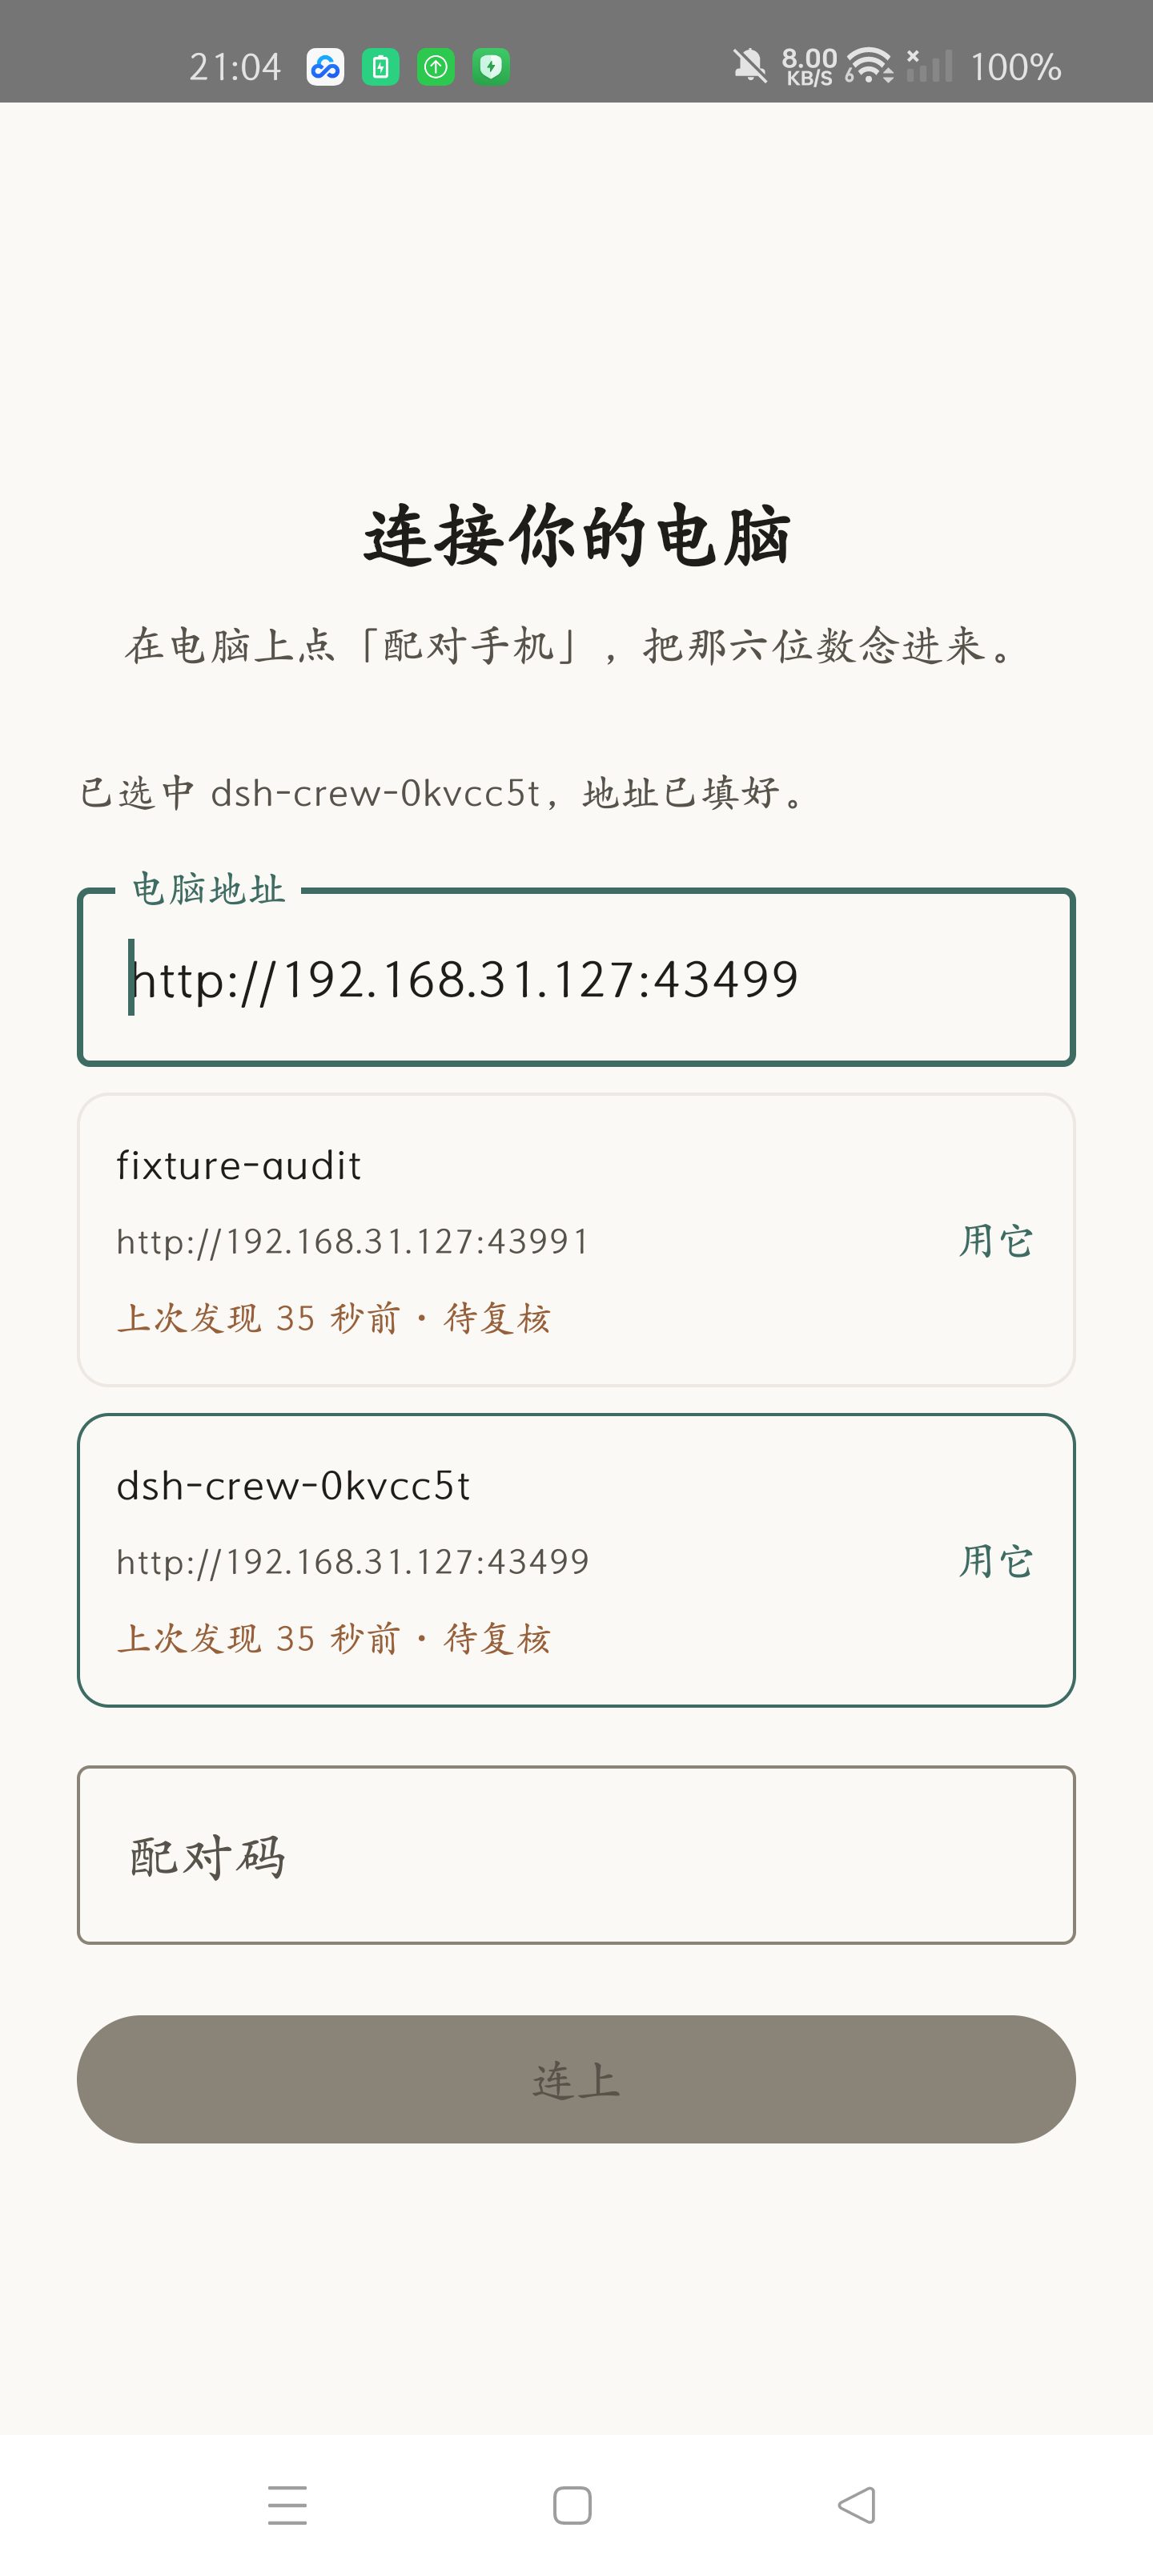 21:04 8.00 KB/S 6 100%
连接你的电脑
在电脑上点「配对手机」，把那六位数念进来。
已选中 dsh-crew-0kvcc5t，地址已填好。
电脑地址
http://192.168.31.127:43499
fixture-audit
http://192.168.31.127:43991 用它
上次发现 35 秒前 · 待复核
dsh-crew-0kvcc5t
http://192.168.31.127:43499 用它
上次发现 35 秒前 · 待复核
配对码
连上